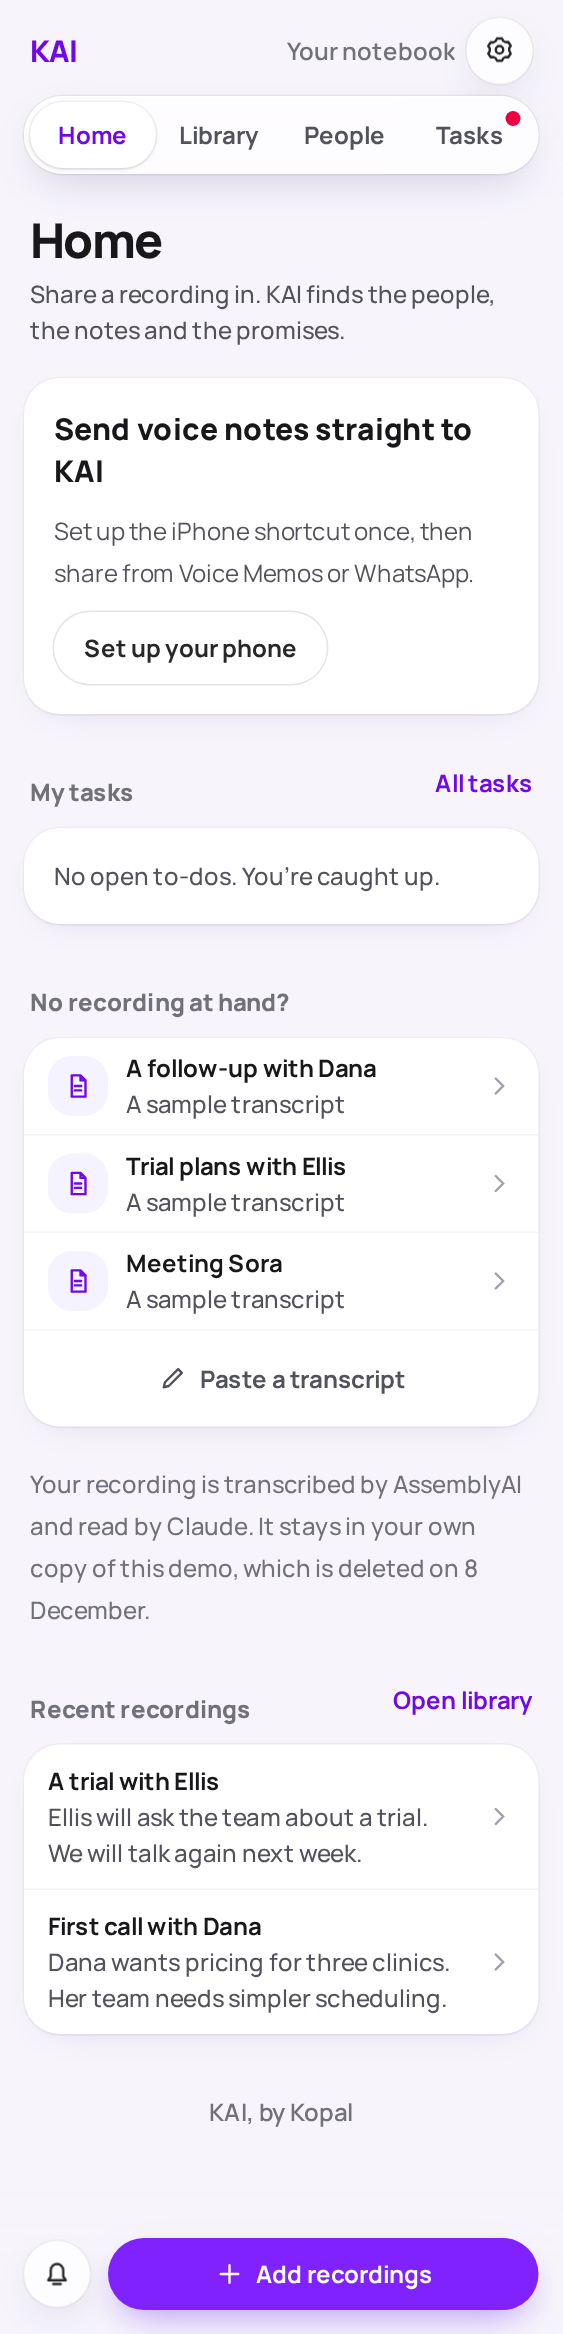 KAI
Your notebook
Home
Library
People
Tasks
Home
Share a recording in. KAI finds the people,
the notes and the promises.
Send voice notes straight to
KAI
Set up the iPhone shortcut once, then
share from Voice Memos or WhatsApp.
Set up your phone
My tasks
All tasks
No open to-dos. You’re caught up.
No recording at hand?
A follow-up with Dana
A sample transcript
Trial plans with Ellis
A sample transcript
Meeting Sora
A sample transcript
Paste a transcript
Your recording is transcribed by AssemblyAI
and read by Claude. It stays in your own
copy of this demo, which is deleted on 8
December.
Recent recordings
Open library
A trial with Ellis
Ellis will ask the team about a trial.
We will talk again next week.
First call with Dana
Dana wants pricing for three clinics.
Her team needs simpler scheduling.
KAI, by Kopal
Add recordings